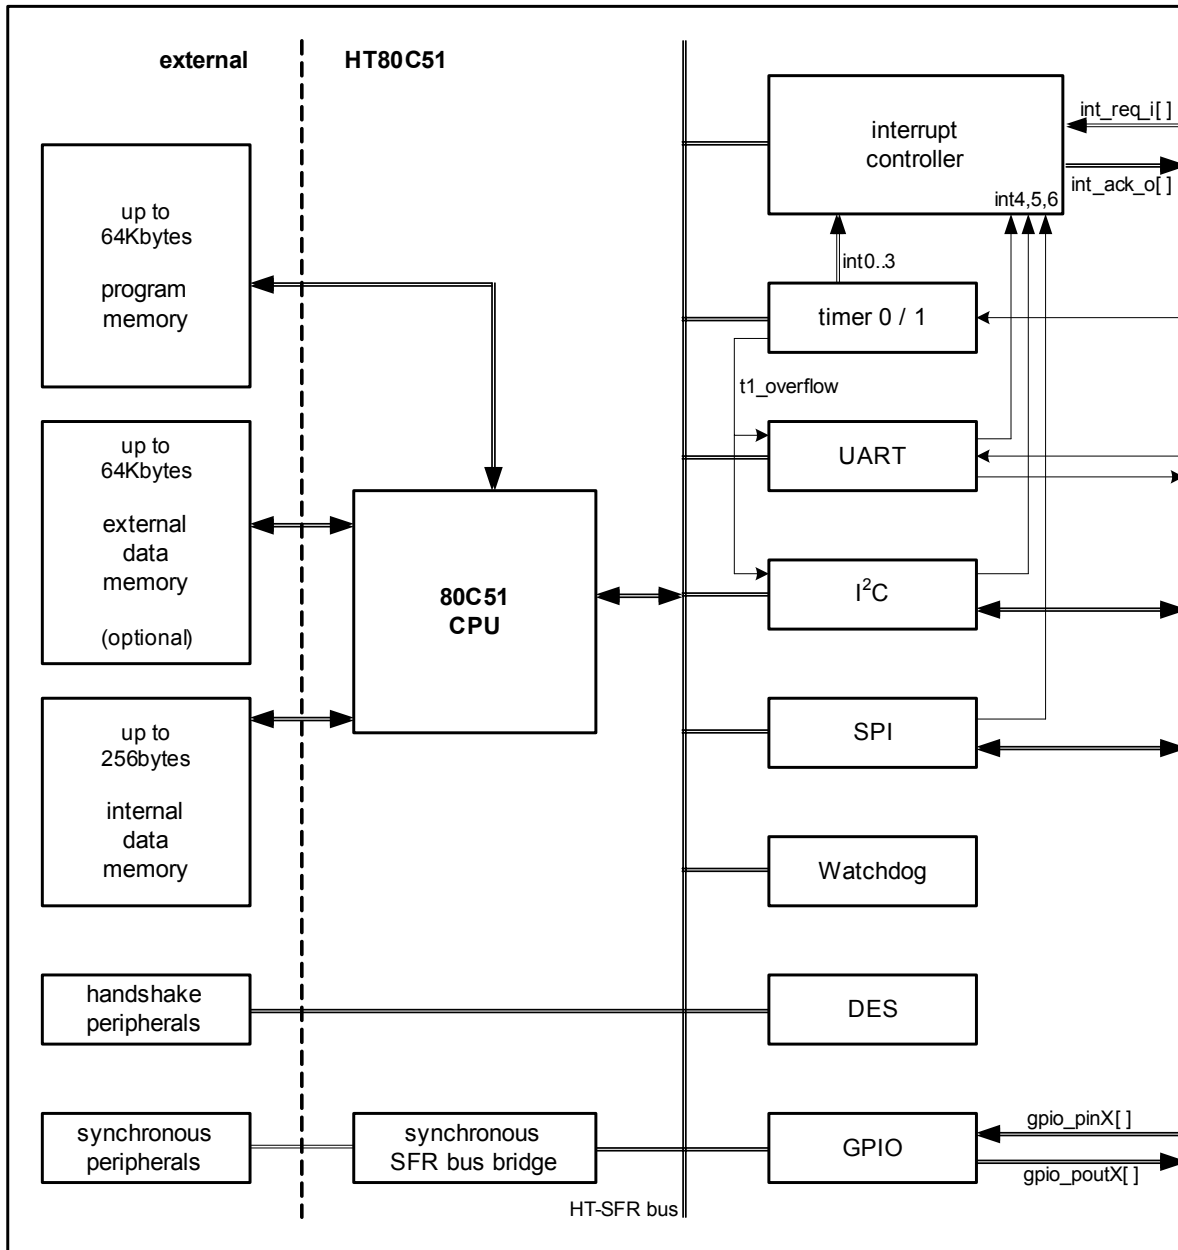 external
HT80C51
up to
64Kbytes
program
memory
up to
64Kbytes
external
data
memory
(optional)
up to
256bytes
internal
data
memory
handshake
peripherals
synchronous
peripherals
80C51
CPU
synchronous
SFR bus bridge
HT-SFR bus
interrupt
controller
int4,5,6
int_req_i[ ]
int_ack_o[ ]
int0..3
timer 0 / 1
t1_overflow
UART
I²C
SPI
Watchdog
DES
GPIO
gpio_pinX[ ]
gpio_poutX[ ]